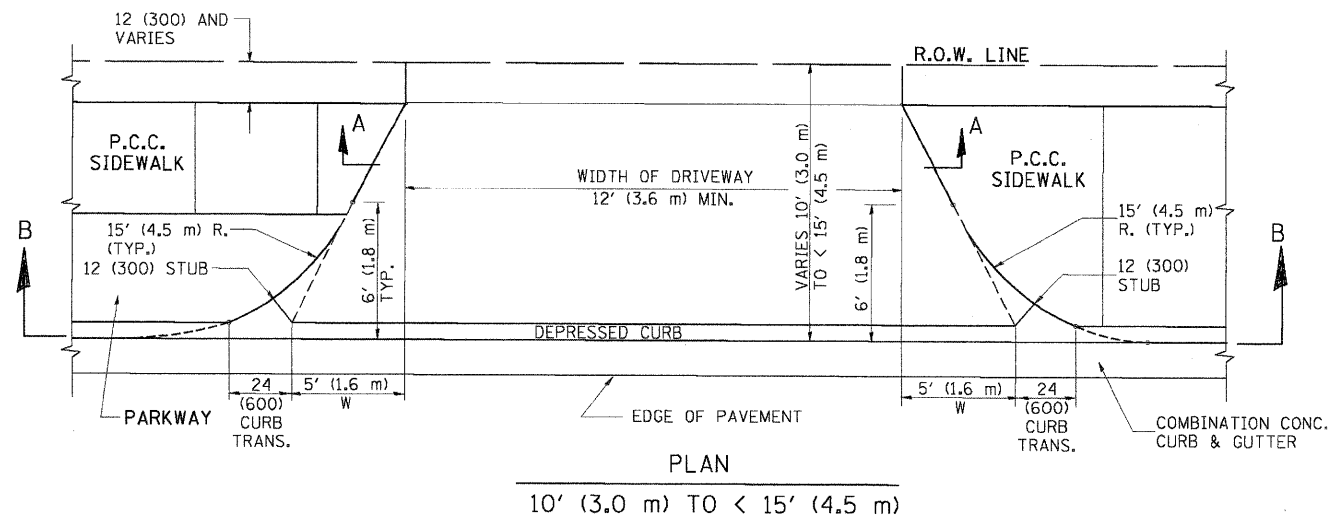 12 (300) AND
VARIES
R.O.W. LINE
A
A
P.C.C.
SIDEWALK
WIDTH OF DRIVEWAY
12' (3.6 m) MIN.
VARIES 10' (3.0 m)
TO < 15' (4.5 m)
P.C.C.
SIDEWALK
B
15' (4.5 m) R.
(TYP.)
12 (300) STUB
6' (1.8 m)
TYP.
6' (1.8 m)
15' (4.5 m)
R. (TYP.)
12 (300)
STUB
B
DEPRESSED CURB
24
(600)
CURB
TRANS.
5' (1.6 m)
W
PARKWAY
EDGE OF PAVEMENT
5' (1.6 m)
W
24
(600)
CURB
TRANS.
COMBINATION CONC.
CURB & GUTTER
PLAN
10' (3.0 m) TO < 15' (4.5 m)